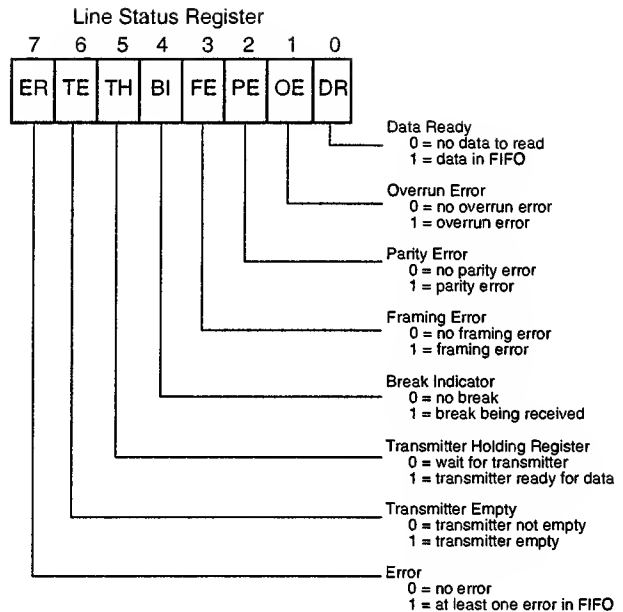 Line Status Register
7 6 5 4 3 2 1 0
ER TE TH BI FE PE OE DR
Data Ready
0 = no data to read
1 = data in FIFO
Overrun Error
0 = no overrun error
1 = overrun error
Parity Error
0 = no parity error
1 = parity error
Framing Error
0 = no framing error
1 = framing error
Break Indicator
0 = no break
1 = break being received
Transmitter Holding Register
0 = wait for transmitter
1 = transmitter ready for data
Transmitter Empty
0 = transmitter not empty
1 = transmitter empty
Error
0 = no error
1 = at least one error in FIFO